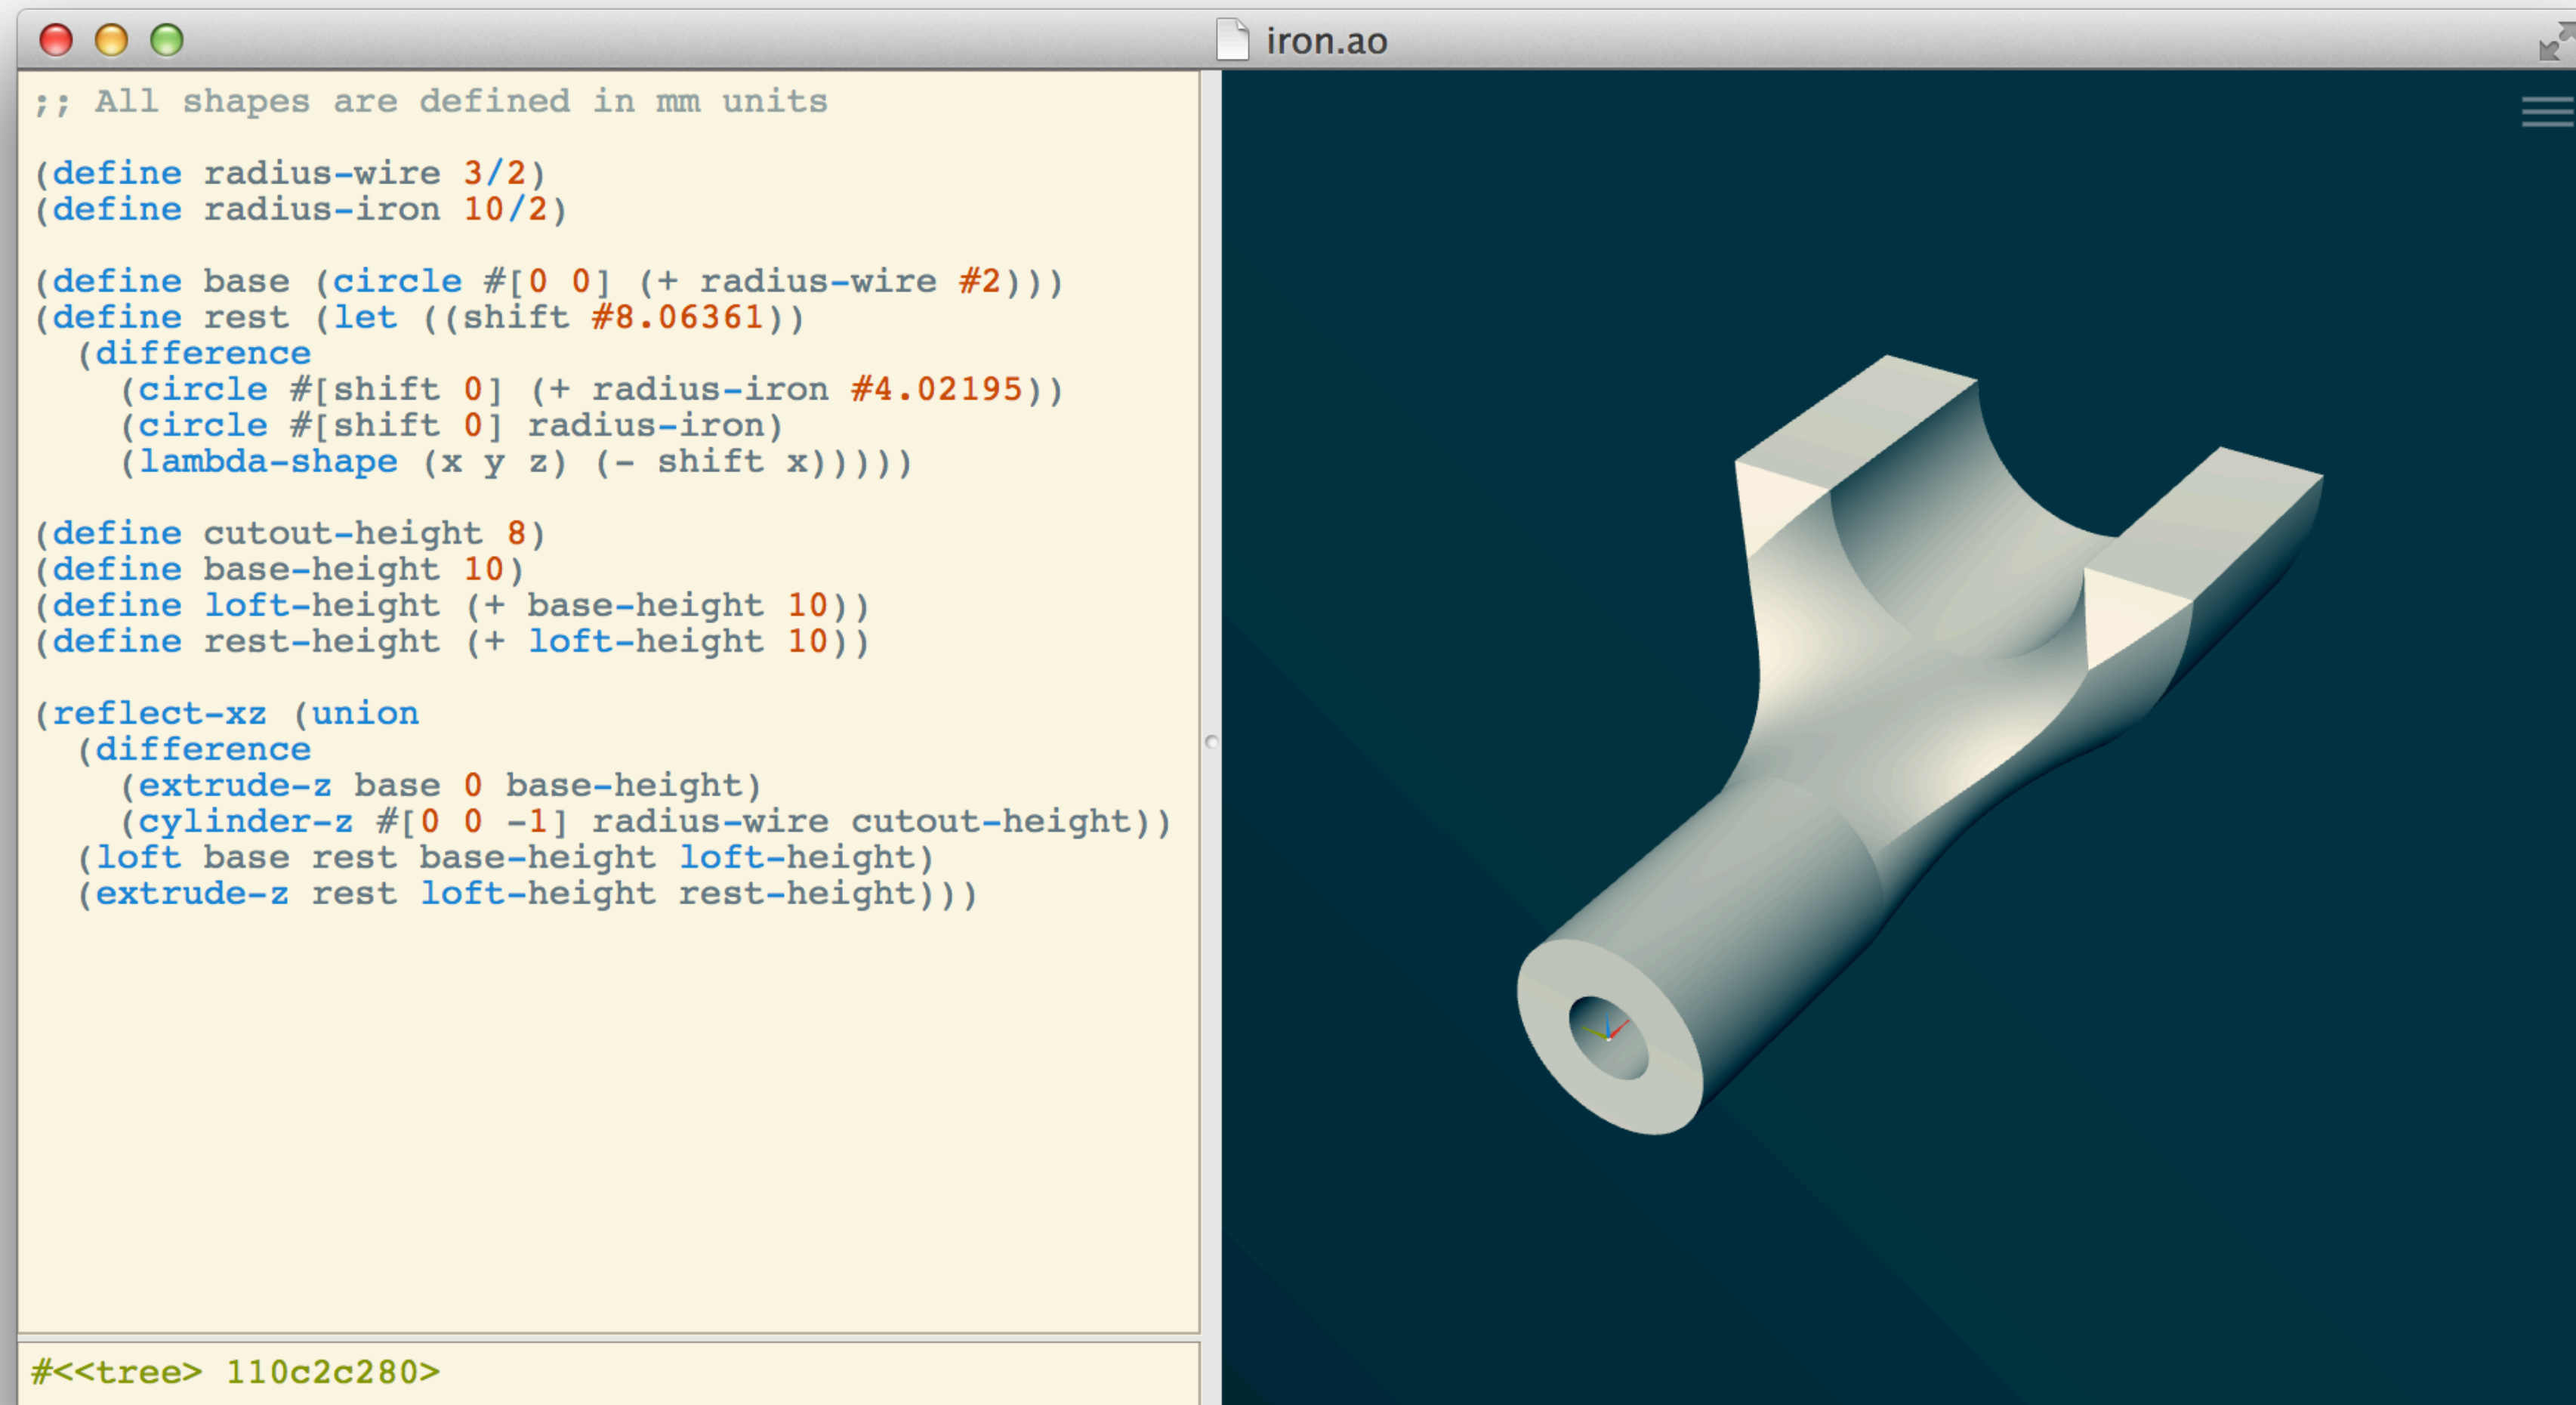 iron.ao
;; All shapes are defined in mm units
(define radius-wire 3/2)
(define radius-iron 10/2)
(define base (circle #[0 0] (+ radius-wire #2)))
(define rest (let ((shift #8.06361))
(difference
(circle #[shift 0] (+ radius-iron #4.02195))
(circle #[shift 0] radius-iron)
(lambda-shape (x y z) (- shift x)))))
(define cutout-height 8)
(define base-height 10)
(define loft-height (+ base-height 10))
(define rest-height (+ loft-height 10))
(reflect-xz (union
(difference
(extrude-z base 0 base-height)
(cylinder-z #[0 0 -1] radius-wire cutout-height))
(loft base rest base-height loft-height)
(extrude-z rest loft-height rest-height)))
#<<tree> 110c2c280>